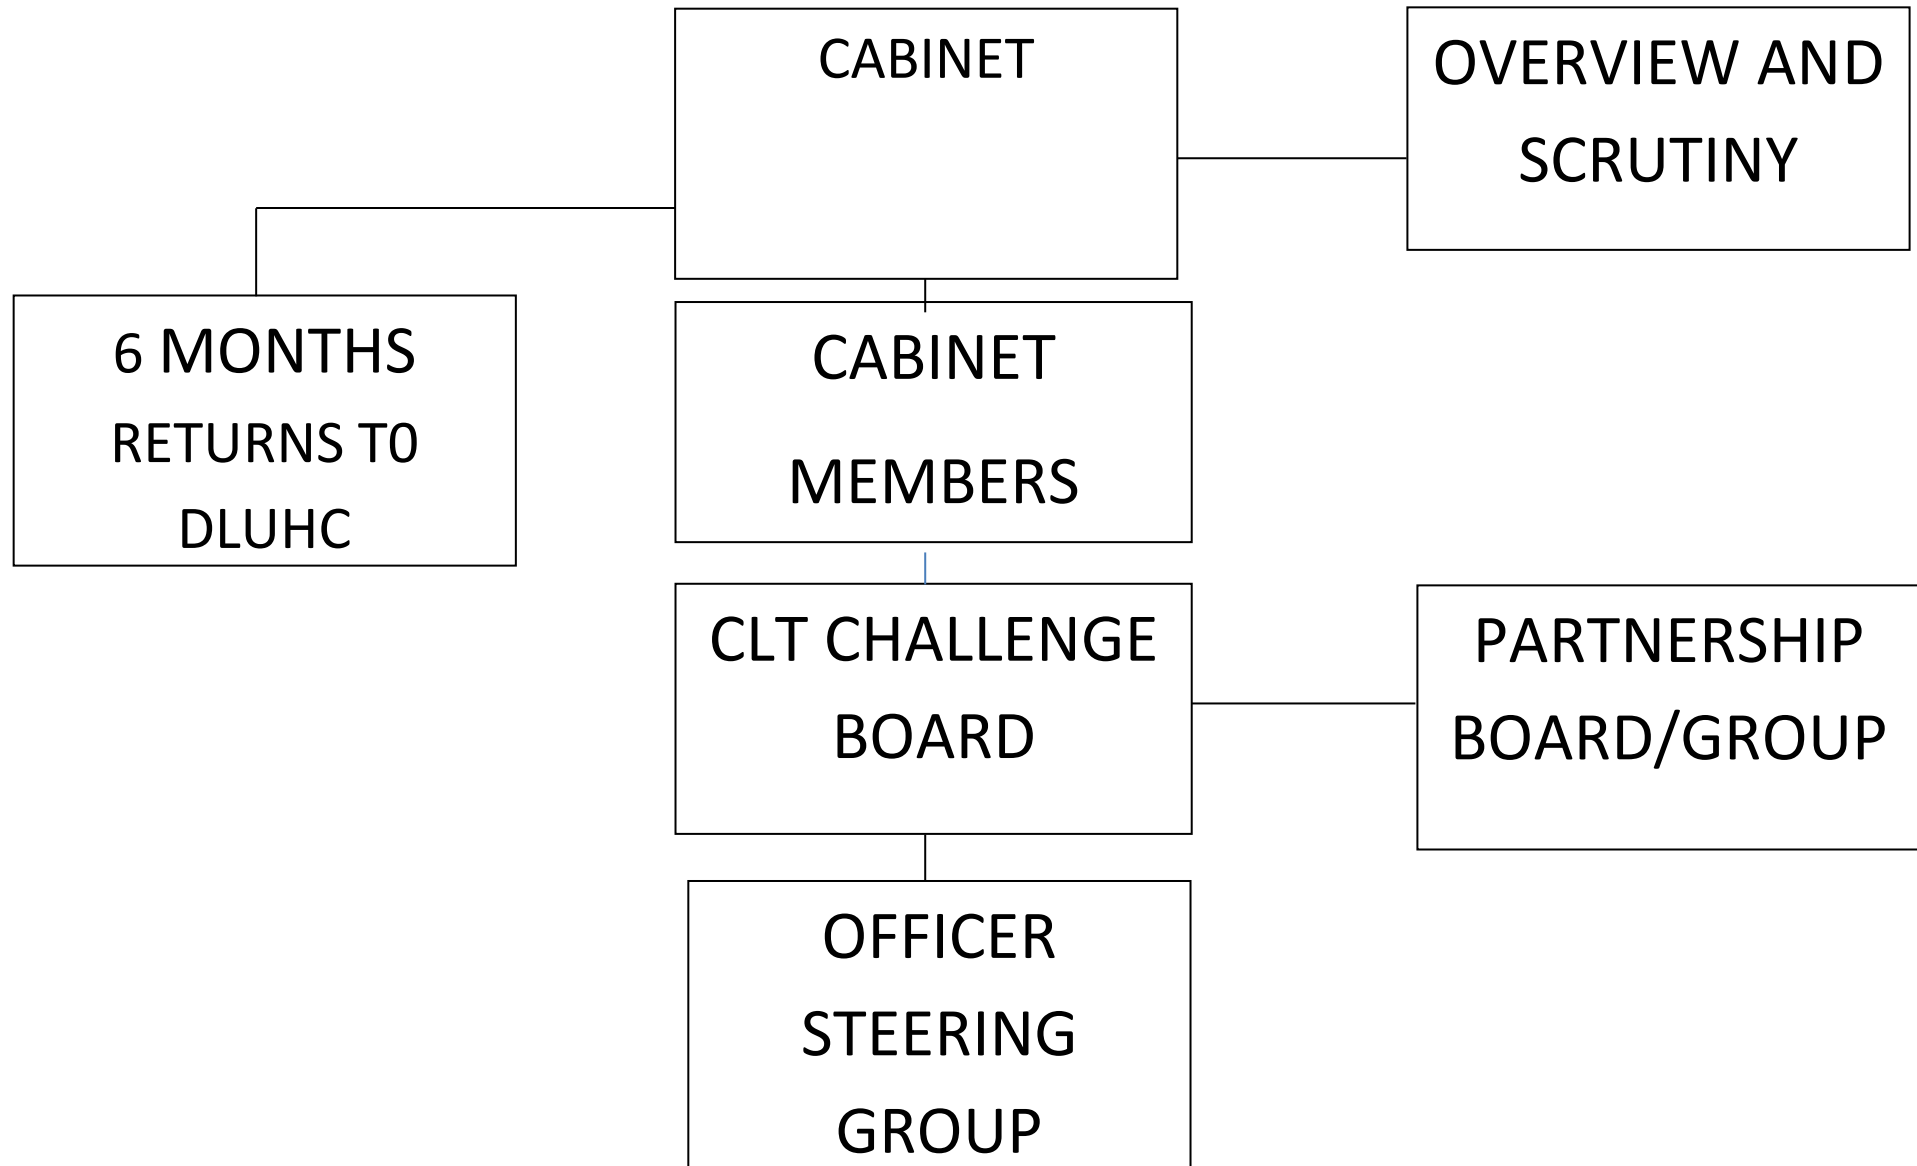 CABINET
OVERVIEW AND
SCRUTINY
6 MONTHS
RETURNS T0
DLUHC
CABINET
MEMBERS
CLT CHALLENGE
BOARD
PARTNERSHIP
BOARD/GROUP
OFFICER
STEERING
GROUP